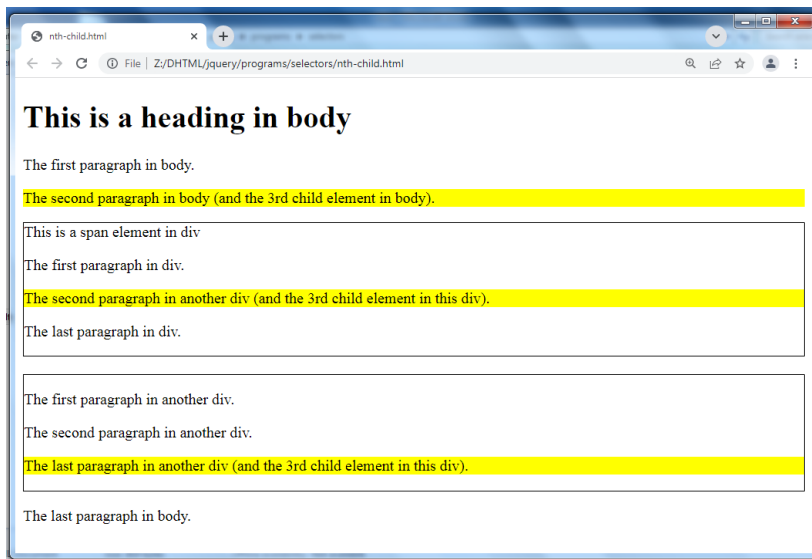 nth-child.html
File | Z:/DHTML/jquery/programs/selectors/nth-child.html
This is a heading in body
The first paragraph in body.
The second paragraph in body (and the 3rd child element in body).
This is a span element in div
The first paragraph in div.
The second paragraph in another div (and the 3rd child element in this div).
The last paragraph in div.
The first paragraph in another div.
The second paragraph in another div.
The last paragraph in another div (and the 3rd child element in this div).
The last paragraph in body.